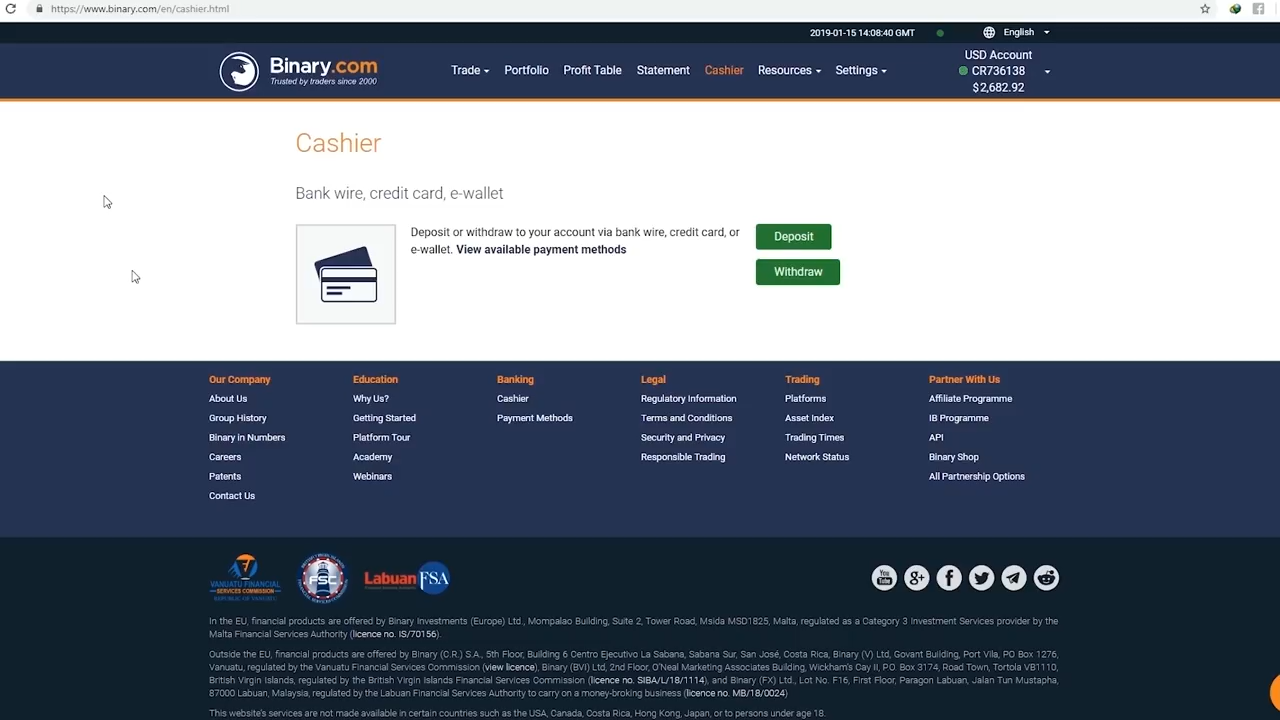 https://www.binary.com/en/cashier.html
2019-01-15 14:08:40 GMT
English
Binary.com
Trusted by traders since 2000
Trade
Portfolio
Profit Table
Statement
Cashier
Resources
Settings
USD Account
CR736138
$2,682.92
Cashier
Bank wire, credit card, e-wallet
Deposit or withdraw to your account via bank wire, credit card, or
e-wallet. View available payment methods
Deposit
Withdraw
Our Company
About Us
Group History
Binary in Numbers
Careers
Patents
Contact Us
Education
Why Us?
Getting Started
Platform Tour
Academy
Webinars
Banking
Cashier
Payment Methods
Legal
Regulatory Information
Terms and Conditions
Security and Privacy
Responsible Trading
Trading
Platforms
Asset Index
Trading Times
Network Status
Partner With Us
Affiliate Programme
IB Programme
API
Binary Shop
All Partnership Options
VANUATU FINANCIAL
SERVICES COMMISSION
REPUBLIC OF VANUATU
FSC
Labuan FSA
You Tube
In the EU, financial products are offered by Binary Investments (Europe) Ltd., Mompalao Building, Suite 2, Tower Road, Msida MSD1825, Malta, regulated as a Category 3 Investment Services provider by the
Malta Financial Services Authority (licence no. IS/70156).
Outside the EU, financial products are offered by Binary (C.R.) S.A., 5th Floor, Building 6 Centro Ejecutivo La Sabana, Sabana Sur, San José, Costa Rica, Binary (V) Ltd, Govant Building, Port Vila, PO Box 1276,
Vanuatu, regulated by the Vanuatu Financial Services Commission (view licence), Binary (BVI) Ltd, 2nd Floor, O'Neal Marketing Associates Building, Wickham's Cay II, P.O. Box 3174, Road Town, Tortola VG1110,
British Virgin Islands, regulated by the British Virgin Islands Financial Services Commission (licence no. SIBA/L/18/1114), and Binary (FX) Ltd., Lot No. F16, First Floor, Paragon Labuan, Jalan Tun Mustapha,
87000 Labuan, Malaysia, regulated by the Labuan Financial Services Authority to carry on a money-broking business (licence no. MB/18/0024)
This website's services are not made available in certain countries such as the USA, Canada, Costa Rica, Hong Kong, Japan, or to persons under age 18.